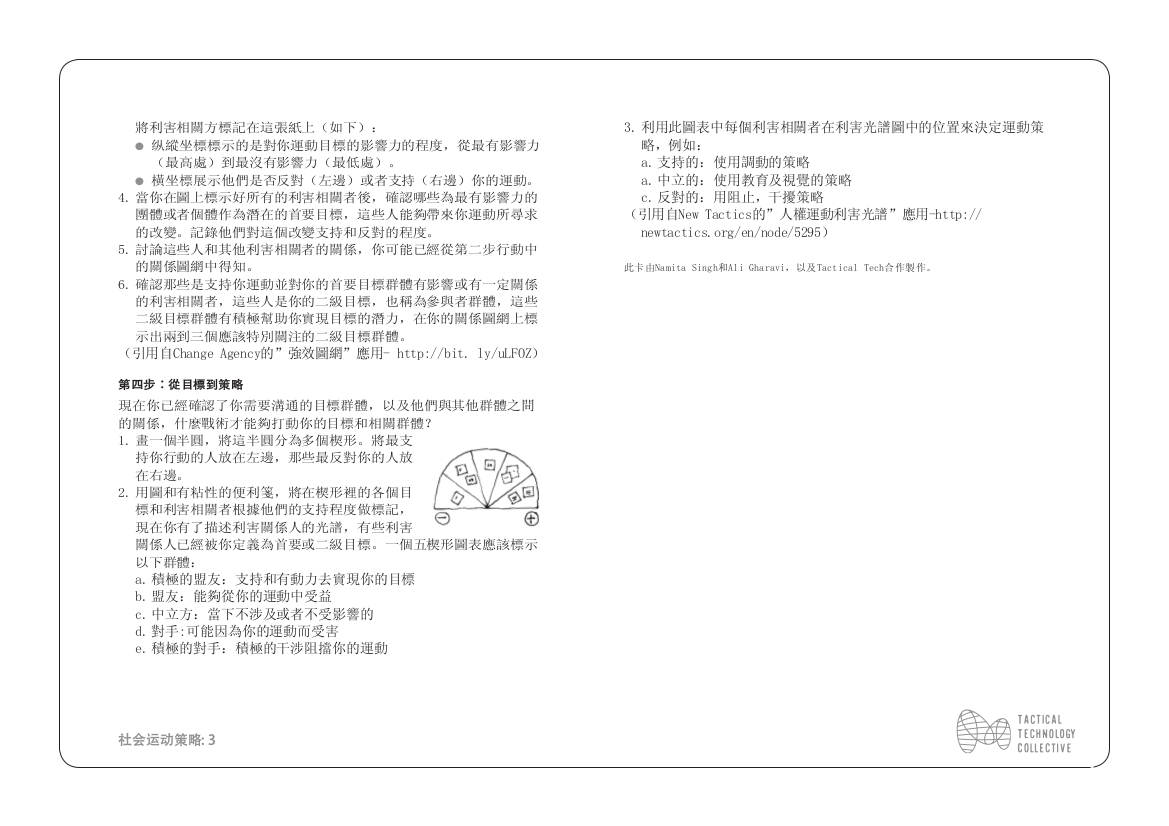 將利害相關方標記在這張紙上（如下）:
● 纵縱坐標標示的是對你運動目標的影響力的程度，從最有影響力
（最高處）到最沒有影響力（最低處）。
● 橫坐標展示他們是否反對（左邊）或者支持（右邊）你的運動。
4. 當你在圖上標示好所有的利害相關者後，確認哪些為最有影響力的
團體或者個體作為潛在的首要目標，這些人能夠帶來你運動所尋求
的改變。記錄他們對這個改變支持和反對的程度。
5. 討論這些人和其他利害相關者的關係，你可能已經從第二步行動中
的關係圖網中得知。
6. 確認那些是支持你運動並對你的首要目標群體有影響或有一定關係
的利害相關者，這些人是你的二級目標，也稱為參與者群體，這些
二級目標群體有積極幫助你實現目標的潛力，在你的關係圖網上標
示出兩到三個應該特別關注的二級目標群體。
（引用自Change Agency的”強效圖網”應用- http://bit. ly/uLFOZ）
第四步：從目標到策略
現在你已經確認了你需要溝通的目標群體，以及他們與其他群體之間
的關係，什麼戰術才能夠打動你的目標和相關群體？
1. 畫一個半圓，將這半圓分為多個楔形。將最支
持你行動的人放在左邊，那些最反對你的人放
在右邊。
2. 用圖和有粘性的便利箋，將在楔形裡的各個目
標和利害相關者根據他們的支持程度做標記，
現在你有了描述利害關係人的光譜，有些利害
關係人已經被你定義為首要或二級目標。一個五楔形圖表應該標示
以下群體:
a. 積極的盟友: 支持和有動力去實現你的目標
b. 盟友: 能夠從你的運動中受益
c. 中立方: 當下不涉及或者不受影響的
d. 對手:可能因為你的運動而受害
e. 積極的對手: 積極的干涉阻擋你的運動
3. 利用此圖表中每個利害相關者在利害光譜圖中的位置來決定運動策
略，例如:
a. 支持的: 使用調動的策略
a. 中立的: 使用教育及視覺的策略
c. 反對的: 用阻止，干擾策略
（引用自New Tactics的”人權運動利害光譜”應用-http://
newtactics.org/en/node/5295）
此卡由Namita Singh和Ali Gharavi，以及Tactical Tech合作製作。
社会运动策略: 3
TACTICAL
TECHNOLOGY
COLLECTIVE